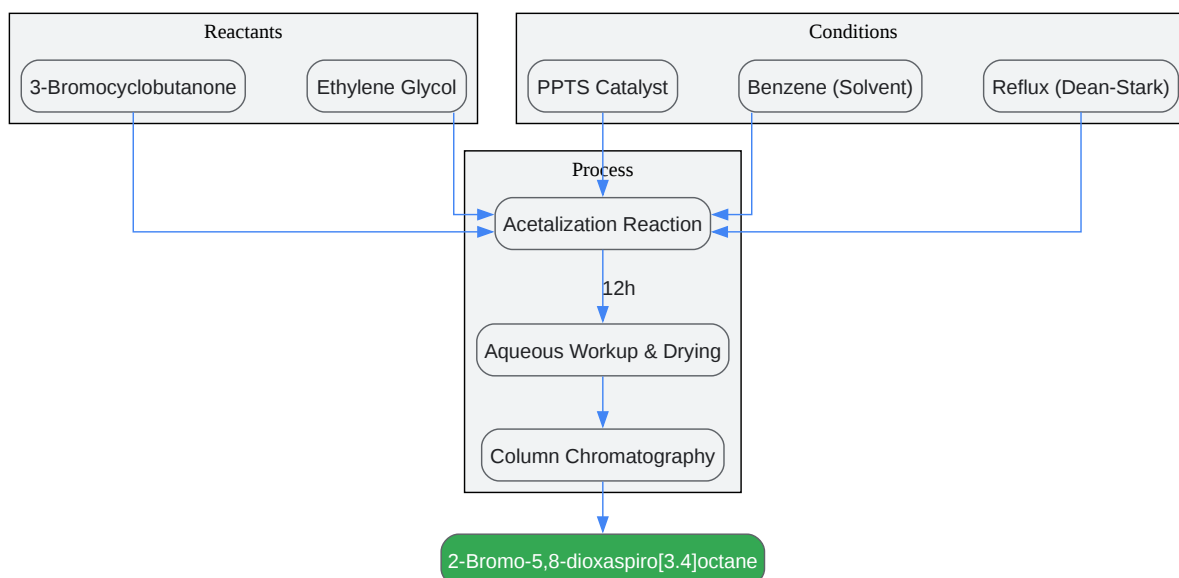 Reactants
Conditions
3-Bromocyclobutanone
Ethylene Glycol
PPTS Catalyst
Benzene (Solvent)
Reflux (Dean-Stark)
Process
Acetalization Reaction
12h
Aqueous Workup & Drying
Column Chromatography
2-Bromo-5,8-dioxaspiro[3.4]octane